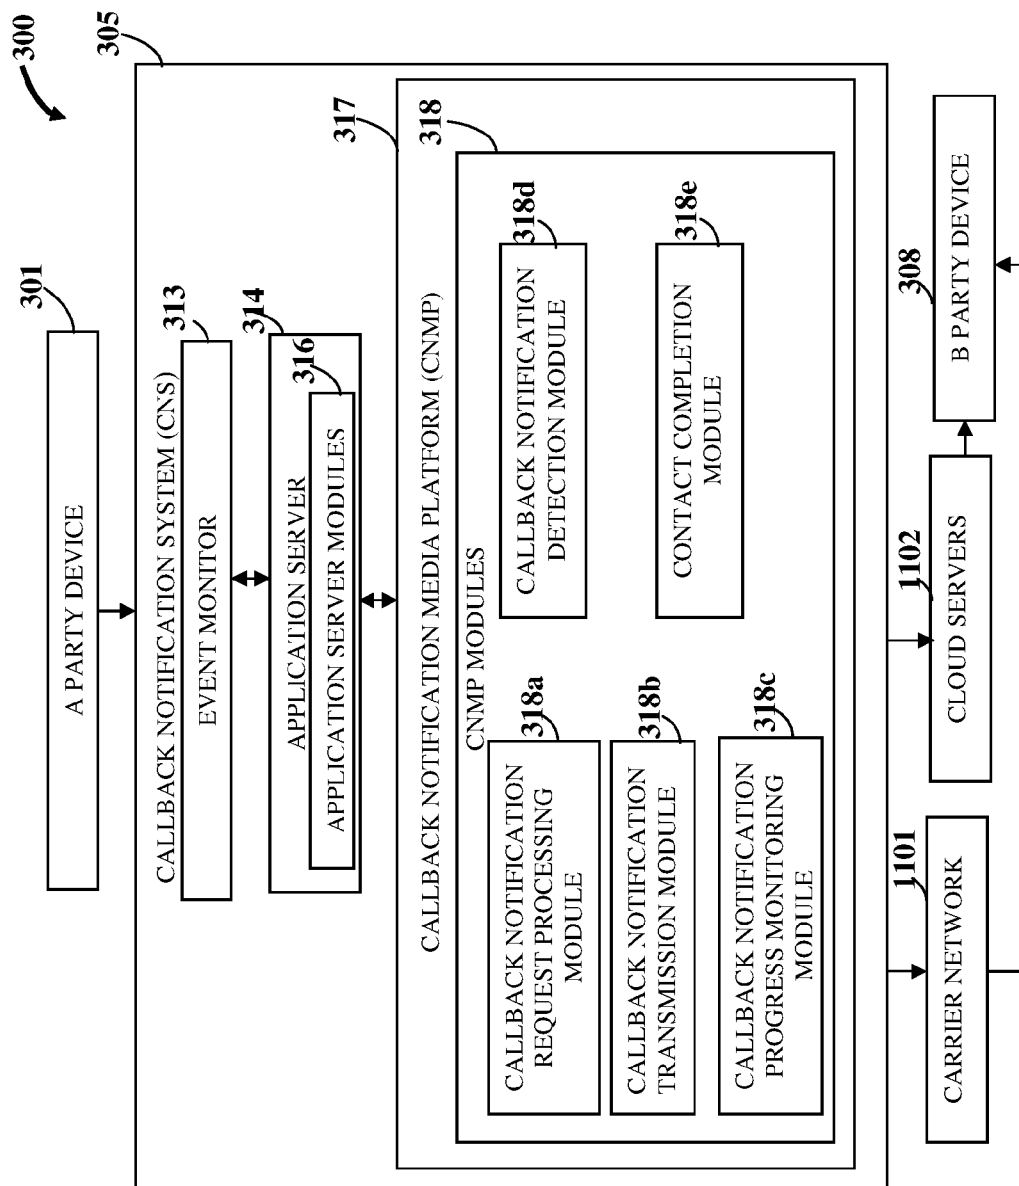 300
301
A PARTY DEVICE
305
CALLBACK NOTIFICATION SYSTEM (CNS)
313
EVENT MONITOR
314
APPLICATION SERVER
316
APPLICATION SERVER MODULES
317
CALLBACK NOTIFICATION MEDIA PLATFORM (CNMP)
318
CNMP MODULES
318a
CALLBACK NOTIFICATION
REQUEST PROCESSING
MODULE
318b
CALLBACK NOTIFICATION
TRANSMISSION MODULE
318c
CALLBACK NOTIFICATION
PROGRESS MONITORING
MODULE
318d
CALLBACK NOTIFICATION
DETECTION MODULE
318e
CONTACT COMPLETION
MODULE
1101
CARRIER NETWORK
1102
CLOUD SERVERS
308
B PARTY DEVICE